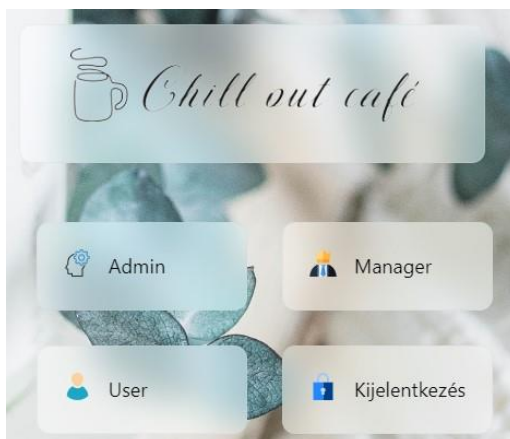 Chill out café
Admin
Manager
User
Kijelentkezés